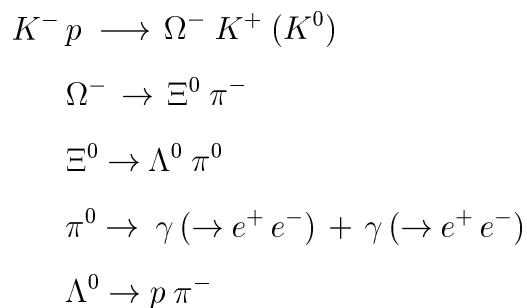 K⁻ p ⟶ Ω⁻ K⁺ (K⁰)
Ω⁻ → Ξ⁰ π⁻
Ξ⁰ → Λ⁰ π⁰
π⁰ → γ (→ e⁺ e⁻) + γ (→ e⁺ e⁻)
Λ⁰ → p π⁻